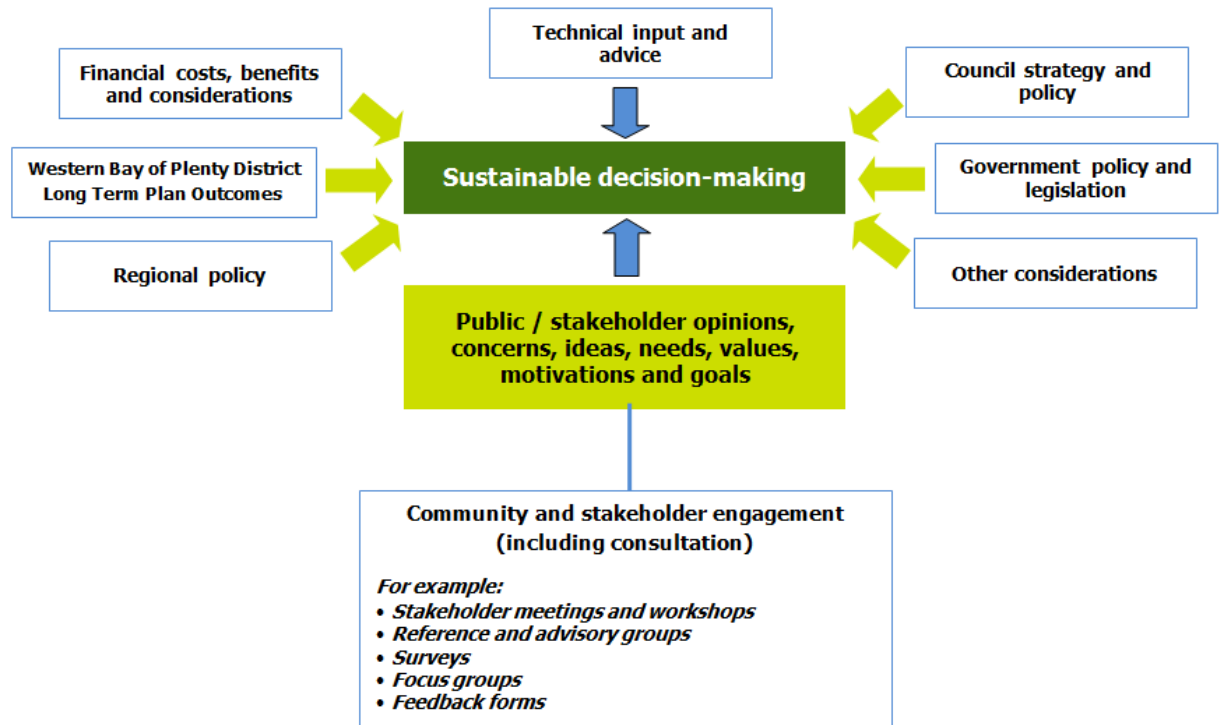 Technical input and
advice
Financial costs, benefits
and considerations
Council strategy and
policy
Western Bay of Plenty District
Long Term Plan Outcomes
Sustainable decision-making
Government policy and
legislation
Regional policy
Other considerations
Public / stakeholder opinions,
concerns, ideas, needs, values,
motivations and goals
Community and stakeholder engagement
(including consultation)
For example:
• Stakeholder meetings and workshops
• Reference and advisory groups
• Surveys
• Focus groups
• Feedback forms